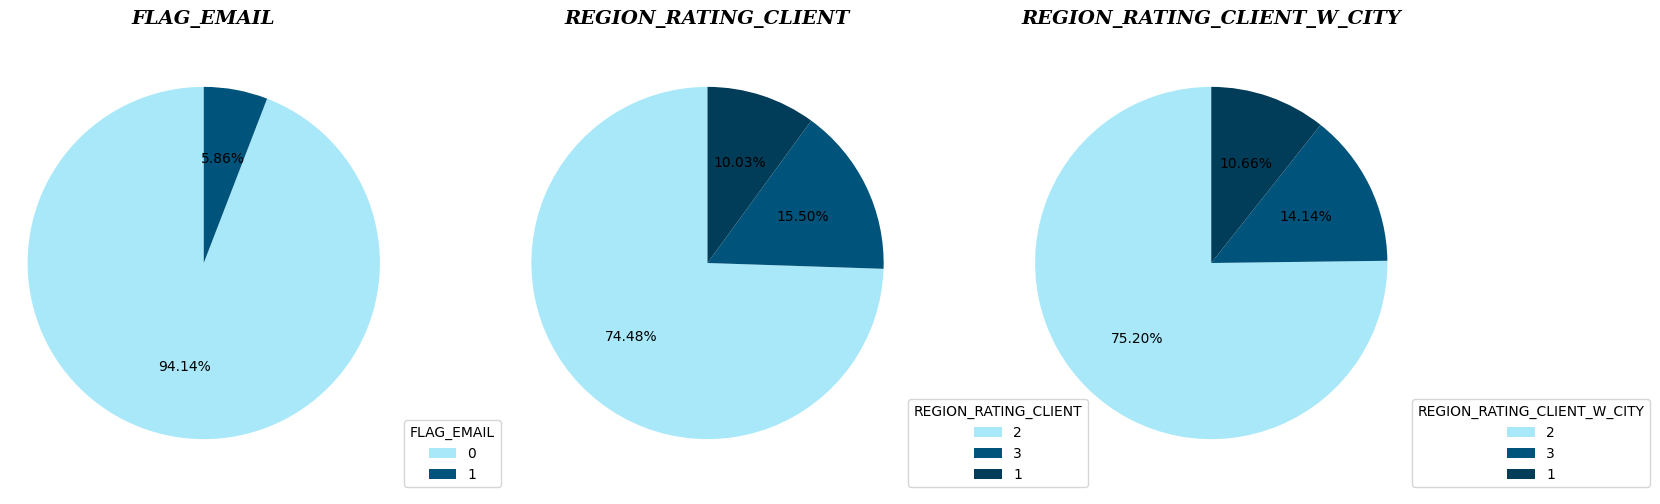 FLAG_EMAIL
5.86%
94.14%
FLAG_EMAIL
0
1
REGION_RATING_CLIENT
10.03%
15.50%
74.48%
REGION_RATING_CLIENT
2
3
1
REGION_RATING_CLIENT_W_CITY
10.66%
14.14%
75.20%
REGION_RATING_CLIENT_W_CITY
2
3
1